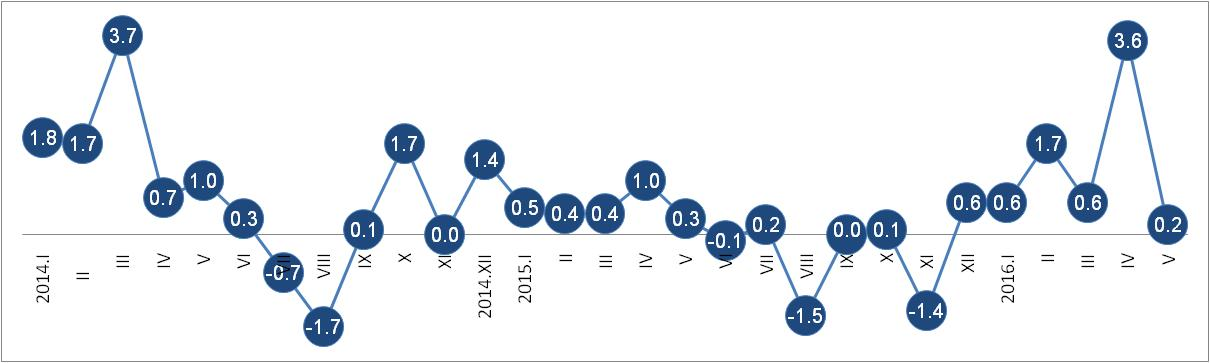 1.8 1.7 3.7 0.7 1.0 0.3 -0.7 -1.7 0.1 1.7 0.0 1.4 0.5 0.4 0.4 1.0 0.3 -0.1 0.2 -1.5 0.0 0.1 -1.4 0.6 0.6 1.7 0.6 3.6 0.2
2014.I II III IV V VI VII VIII IX X XI 2014.XII 2015.I II III IV V VI VII VIII IX X XI XII 2016.I II III IV V